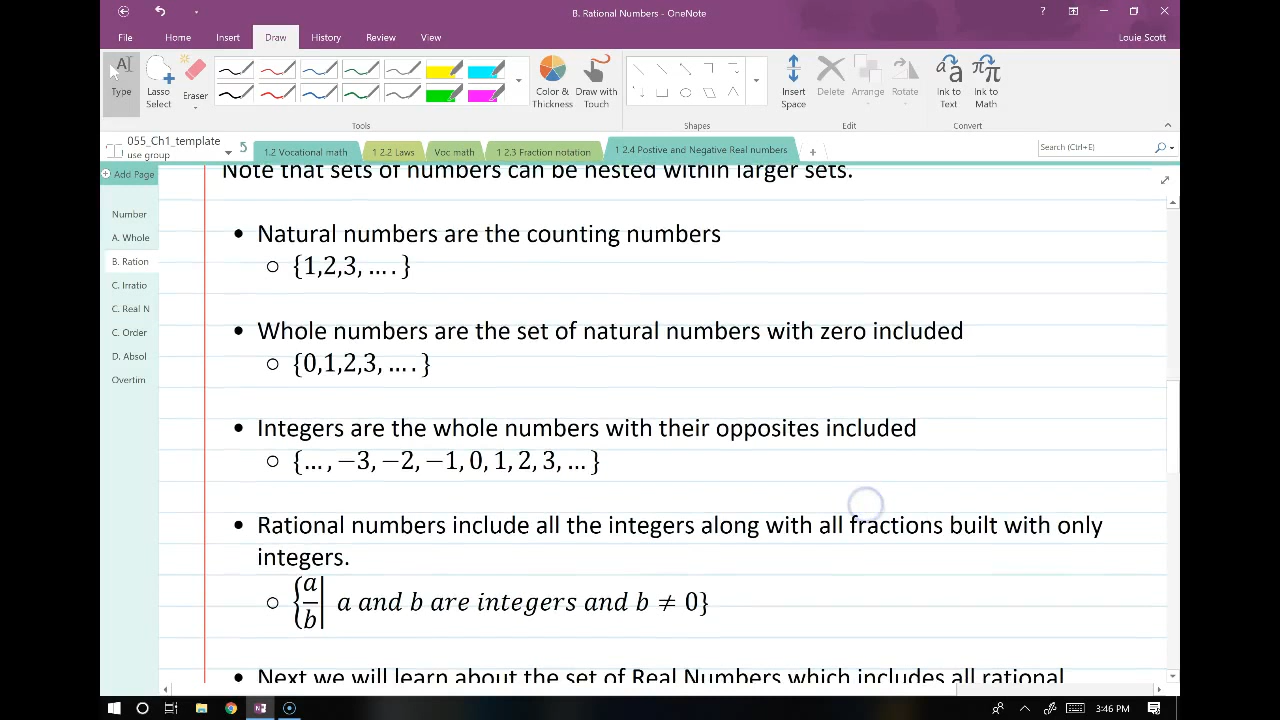 B. Rational Numbers - OneNote
?
File Home Insert Draw History Review View
Louie Scott
Type
Lasso Select
Eraser
Color & Thickness
Draw with Touch
Insert Space
Delete
Arrange
Rotate
Ink to Text
Ink to Math
Tools
Shapes
Edit
Convert
055_Ch1_template
use group
1.2 Vocational math
1.2.2 Laws
Voc math
1.2.3 Fraction notation
1 2.4 Postive and Negative Real numbers
+
Search (Ctrl+E)
Add Page
Number
A. Whole
B. Ration
C. Irratio
C. Real N
C. Order
D. Absol
Overtim
Note that sets of numbers can be nested within larger sets.
• Natural numbers are the counting numbers
○ {1,2,3, … . }
• Whole numbers are the set of natural numbers with zero included
○ {0,1,2,3, … . }
• Integers are the whole numbers with their opposites included
○ {… , −3, −2, −1, 0, 1, 2, 3, … }
• Rational numbers include all the integers along with all fractions built with only
integers.
○ {a/b| a and b are integers and b ≠ 0}
• Next we will learn about the set of Real Numbers which includes all rational
3:46 PM